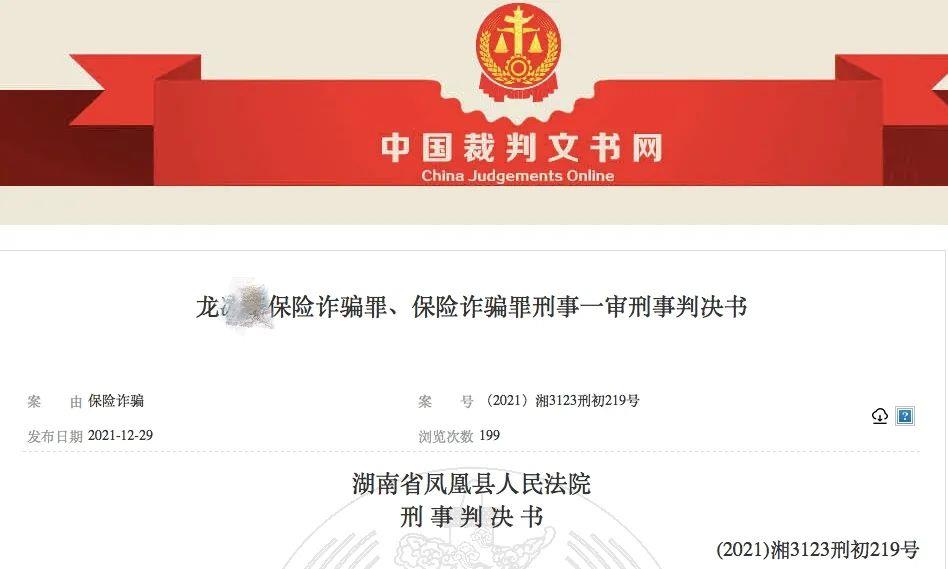 中国裁判文书网
China Judgements Online
龙 保险诈骗罪、保险诈骗罪刑事一审刑事判决书
案 由 保险诈骗 案 号 （2021）湘3123刑初219号
发布日期 2021-12-29 浏览次数 199
湖南省凤凰县人民法院
刑 事 判 决 书
(2021)湘3123刑初219号